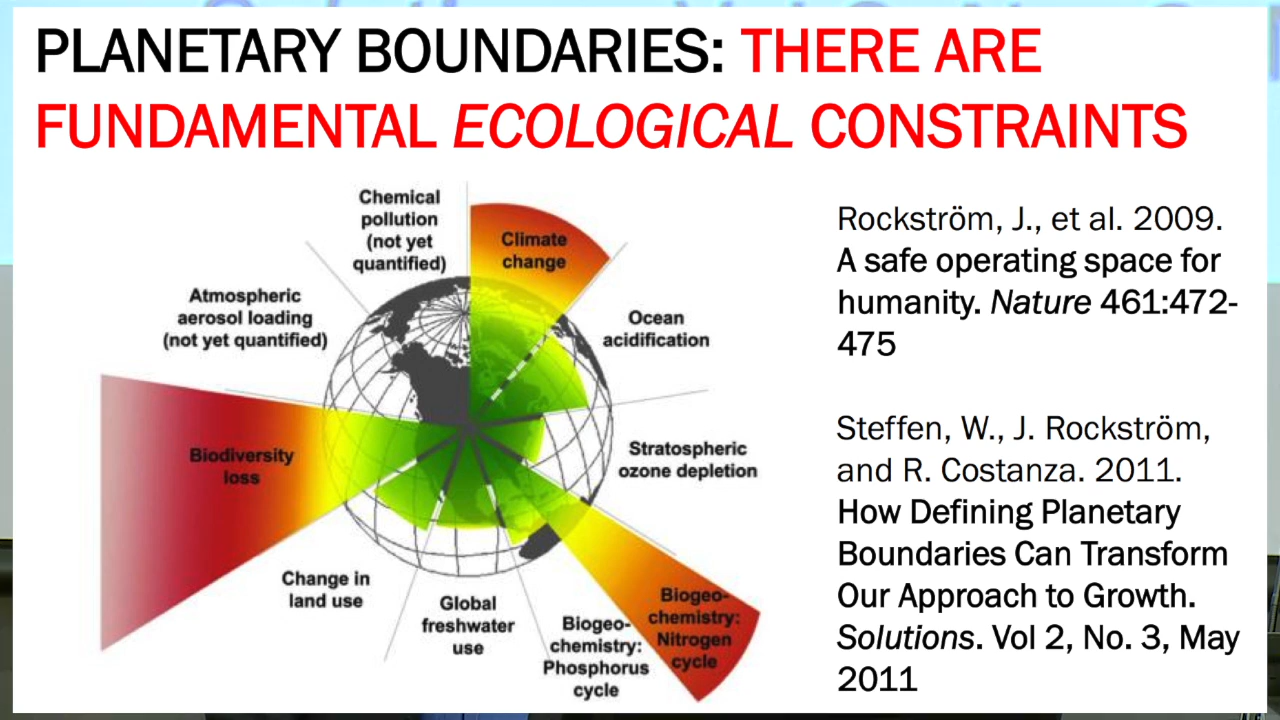 PLANETARY BOUNDARIES: THERE ARE
FUNDAMENTAL ECOLOGICAL CONSTRAINTS
Chemical
pollution
(not yet
quantified)
Climate
change
Atmospheric
aerosol loading
(not yet quantified)
Ocean
acidification
Biodiversity
loss
Stratospheric
ozone depletion
Change in
land use
Global
freshwater
use
Biogeo-
chemistry:
Phosphorus
cycle
Biogeo-
chemistry:
Nitrogen
cycle
Rockström, J., et al. 2009.
A safe operating space for
humanity. Nature 461:472-
475
Steffen, W., J. Rockström,
and R. Costanza. 2011.
How Defining Planetary
Boundaries Can Transform
Our Approach to Growth.
Solutions. Vol 2, No. 3, May
2011